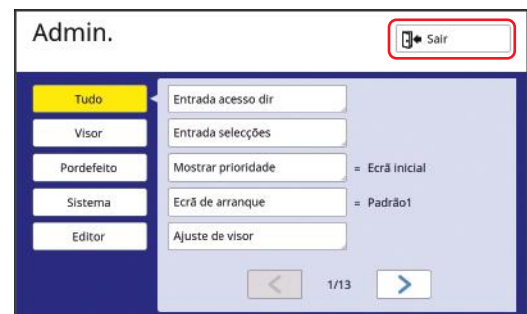 Admin.
Sair
Tudo
Entrada acesso dir
Visor
Entrada selecções
Pordefeito
Mostrar prioridade = Ecrã inicial
Sistema
Ecrã de arranque = Padrão1
Editor
Ajuste de visor
< 1/13 >